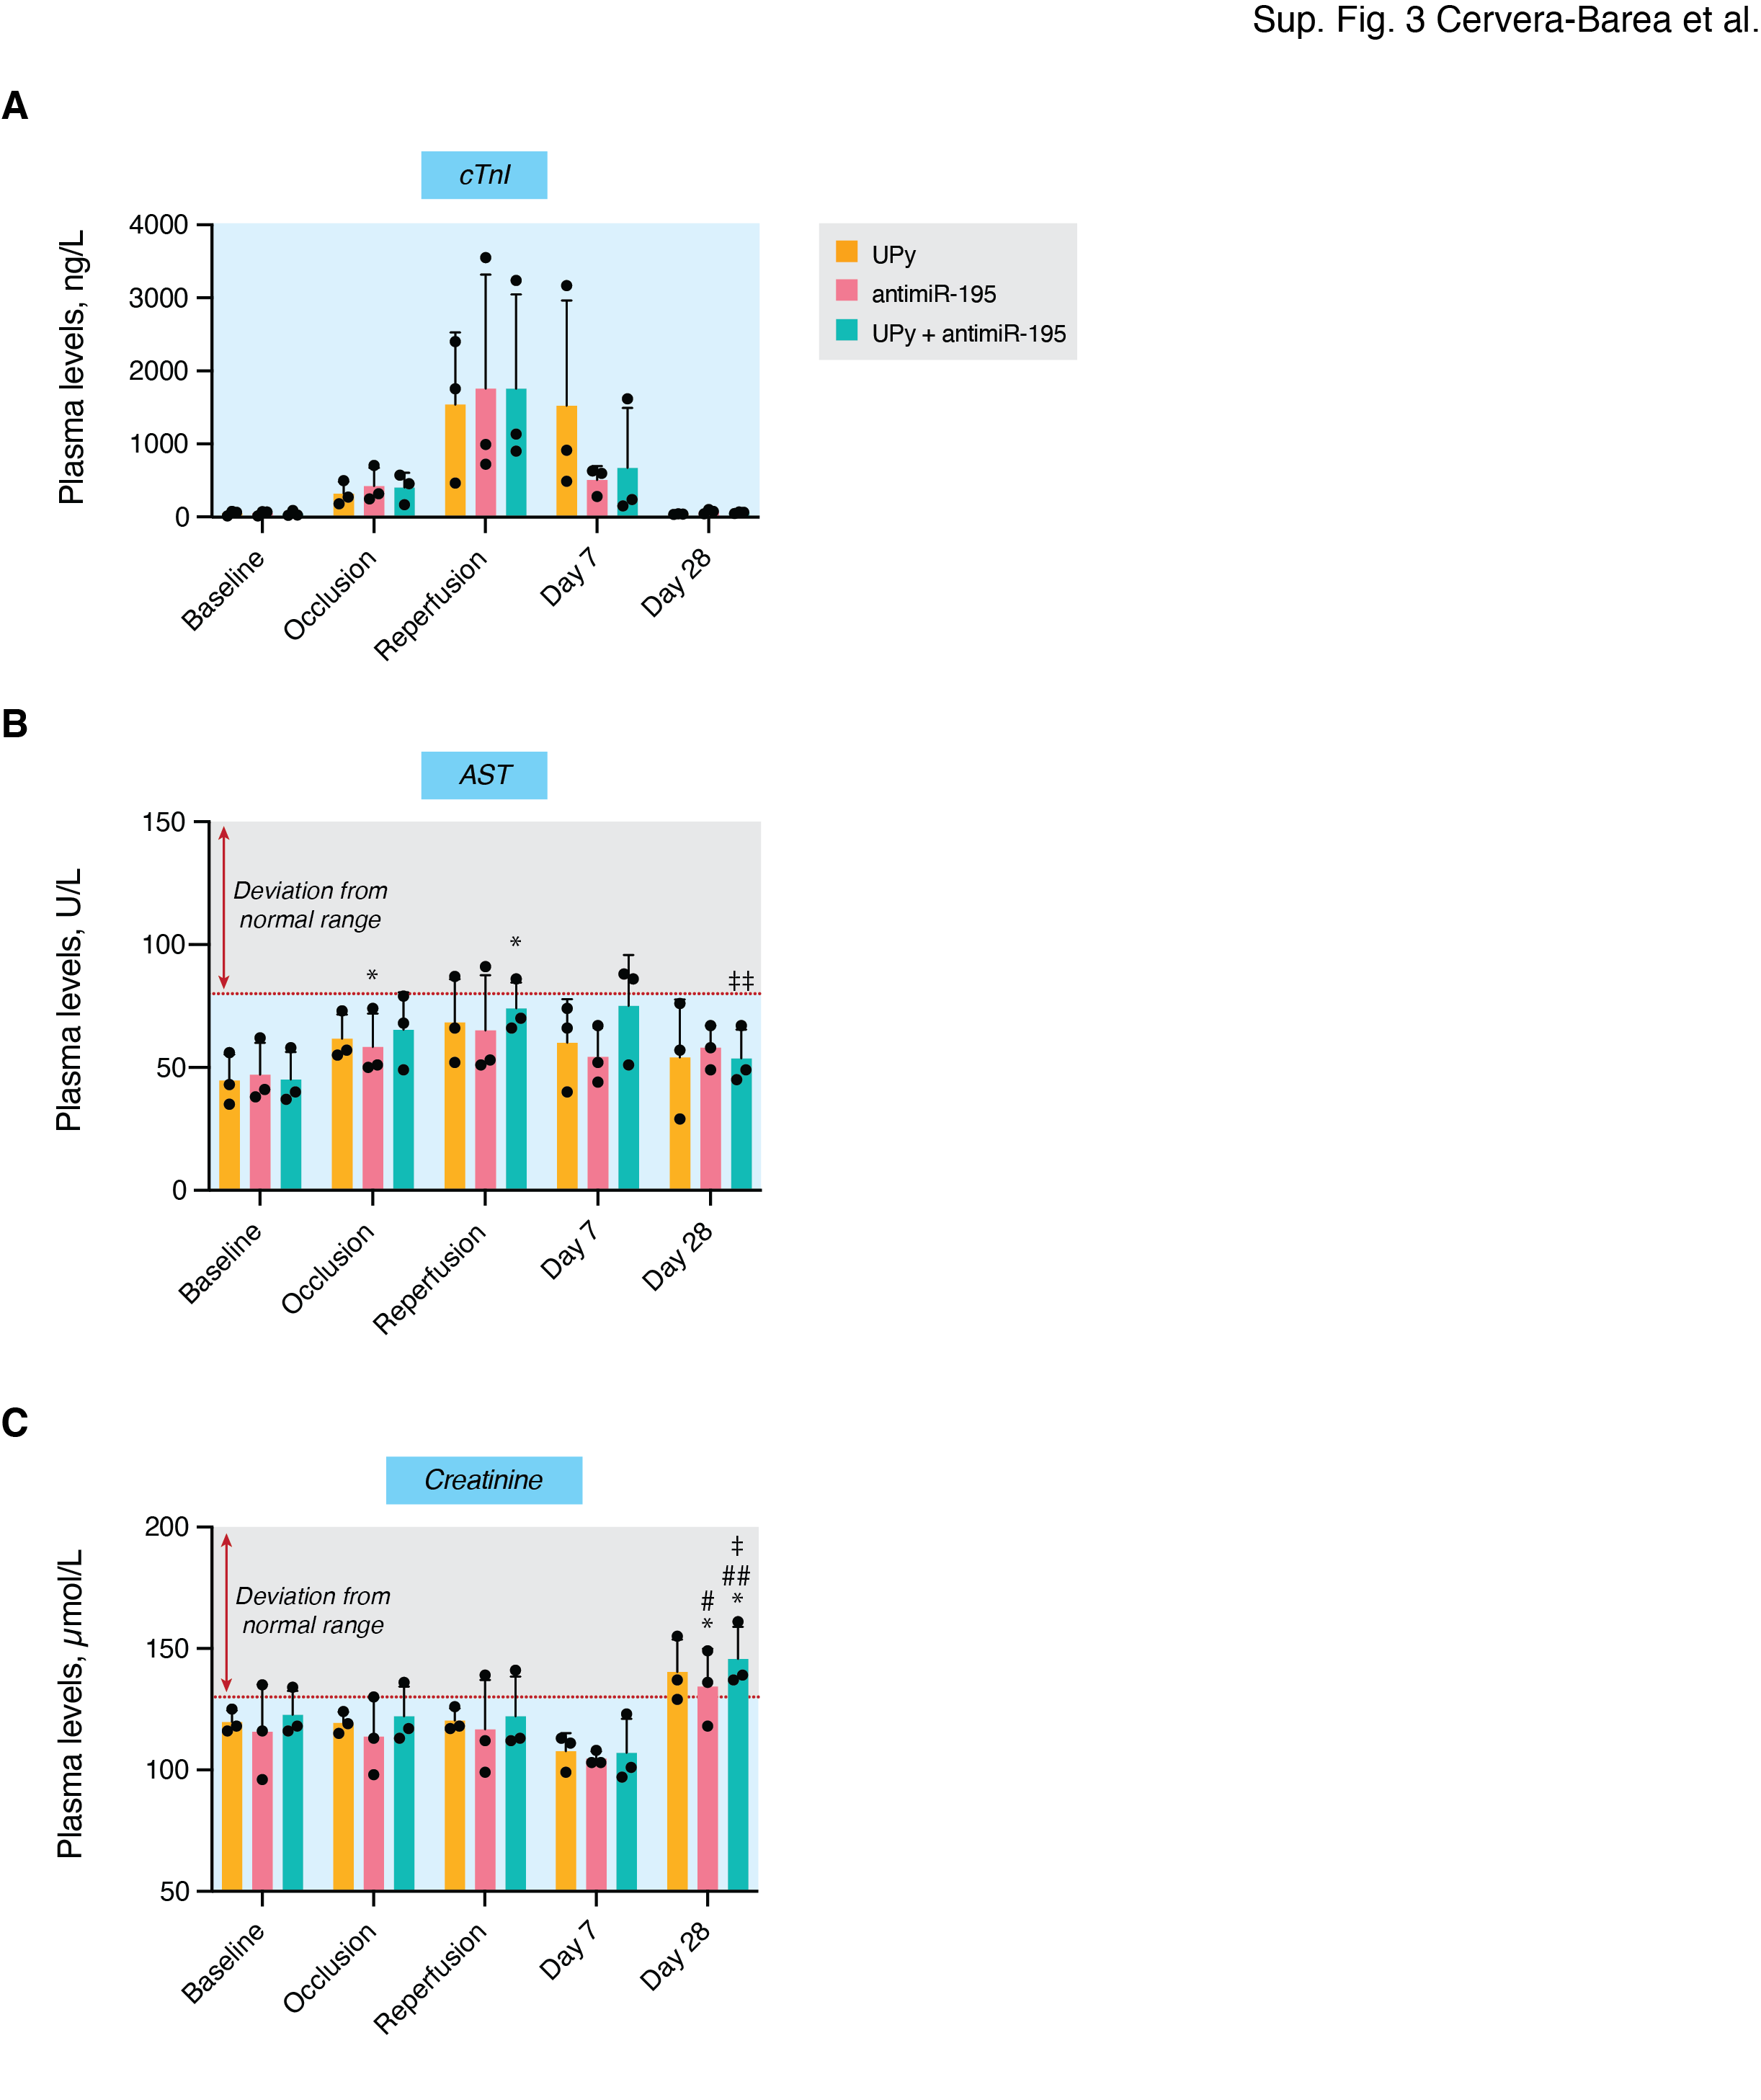 Sup. Fig. 3 Cervera-Barea et al.
A
cTnI
Plasma levels, ng/L
4000
3000
2000
1000
0
Baseline
Occlusion
Reperfusion
Day 7
Day 28
UPy
antimiR-195
UPy + antimiR-195
B
AST
Plasma levels, U/L
150
100
50
0
Deviation from
normal range
*
*
‡‡
Baseline
Occlusion
Reperfusion
Day 7
Day 28
C
Creatinine
Plasma levels, µmol/L
200
150
100
50
Deviation from
normal range
#
*
‡
##
*
Baseline
Occlusion
Reperfusion
Day 7
Day 28